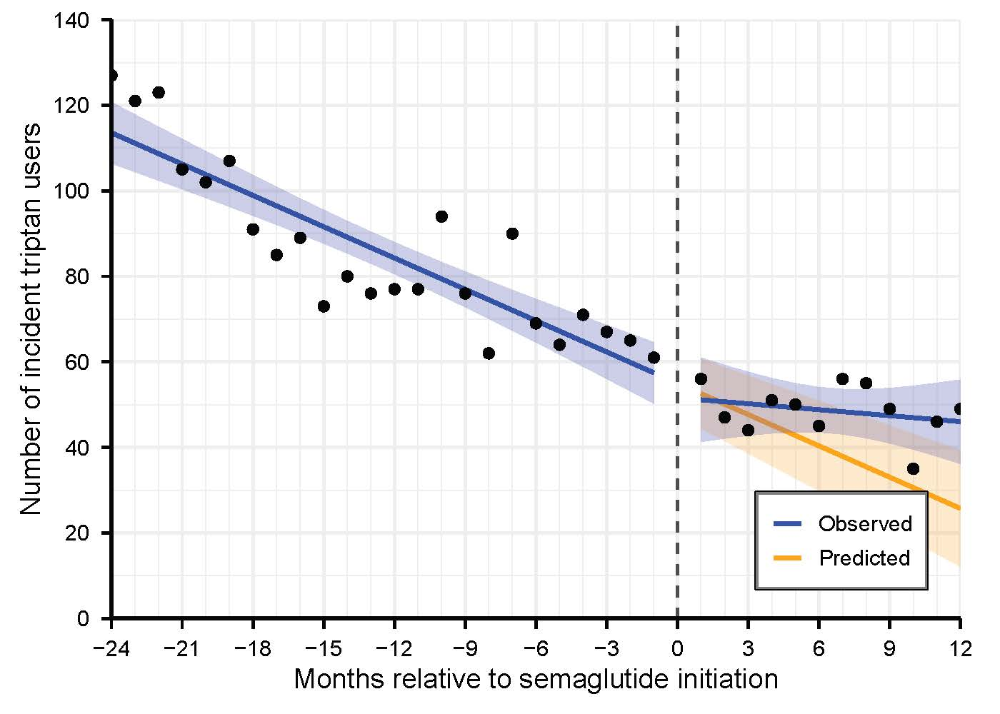 Number of incident triptan users
140
120
100
80
60
40
20
0
−24 −21 −18 −15 −12 −9 −6 −3 0 3 6 9 12
Months relative to semaglutide initiation
Observed
Predicted